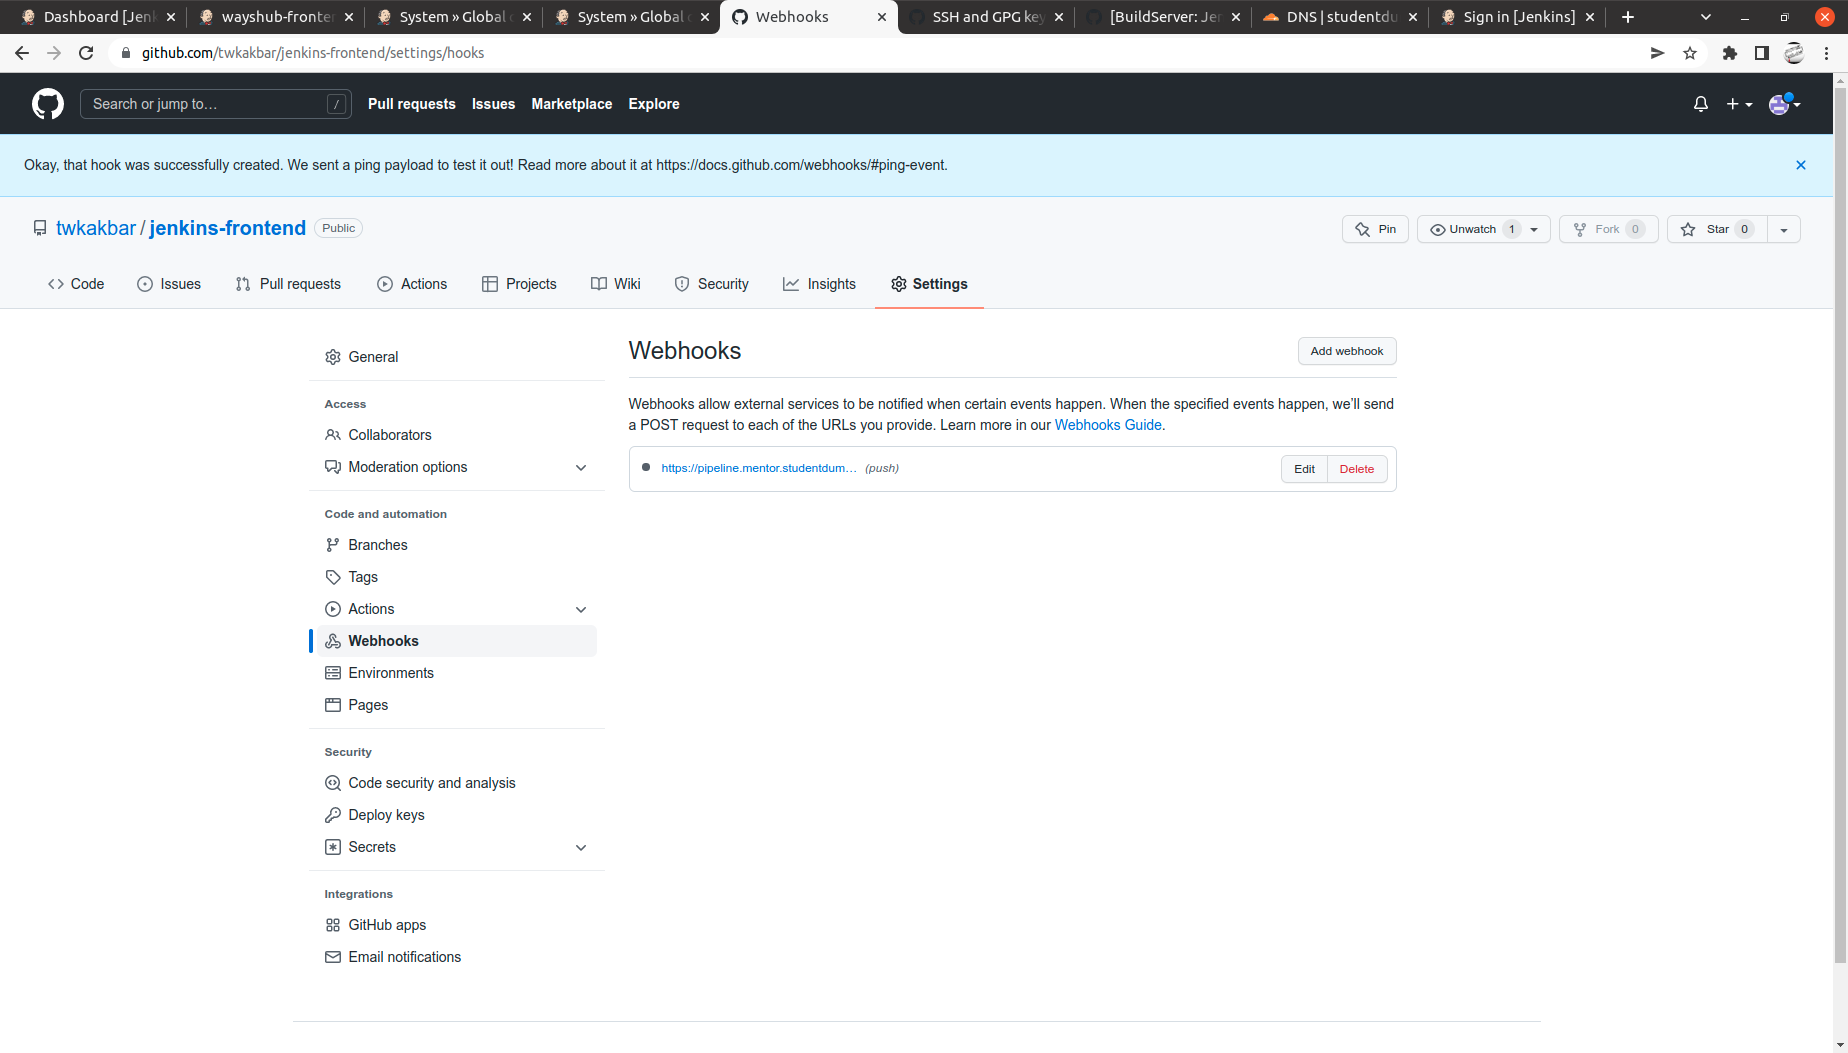 Dashboard [Jenk
wayshub-fronte
System » Global
System » Global
Webhooks
SSH and GPG key
[BuildServer: Jen
DNS | studentdu
Sign in [Jenkins]
github.com/twkakbar/jenkins-frontend/settings/hooks
Search or jump to…
/
Pull requests
Issues
Marketplace
Explore
Okay, that hook was successfully created. We sent a ping payload to test it out! Read more about it at https://docs.github.com/webhooks/#ping-event.
twkakbar / jenkins-frontend
Public
Pin
Unwatch 1
Fork 0
Star 0
Code
Issues
Pull requests
Actions
Projects
Wiki
Security
Insights
Settings
General
Access
Collaborators
Moderation options
Code and automation
Branches
Tags
Actions
Webhooks
Environments
Pages
Security
Code security and analysis
Deploy keys
Secrets
Integrations
GitHub apps
Email notifications
Webhooks
Add webhook
Webhooks allow external services to be notified when certain events happen. When the specified events happen, we'll send
a POST request to each of the URLs you provide. Learn more in our Webhooks Guide.
https://pipeline.mentor.studentdum… (push)
Edit
Delete